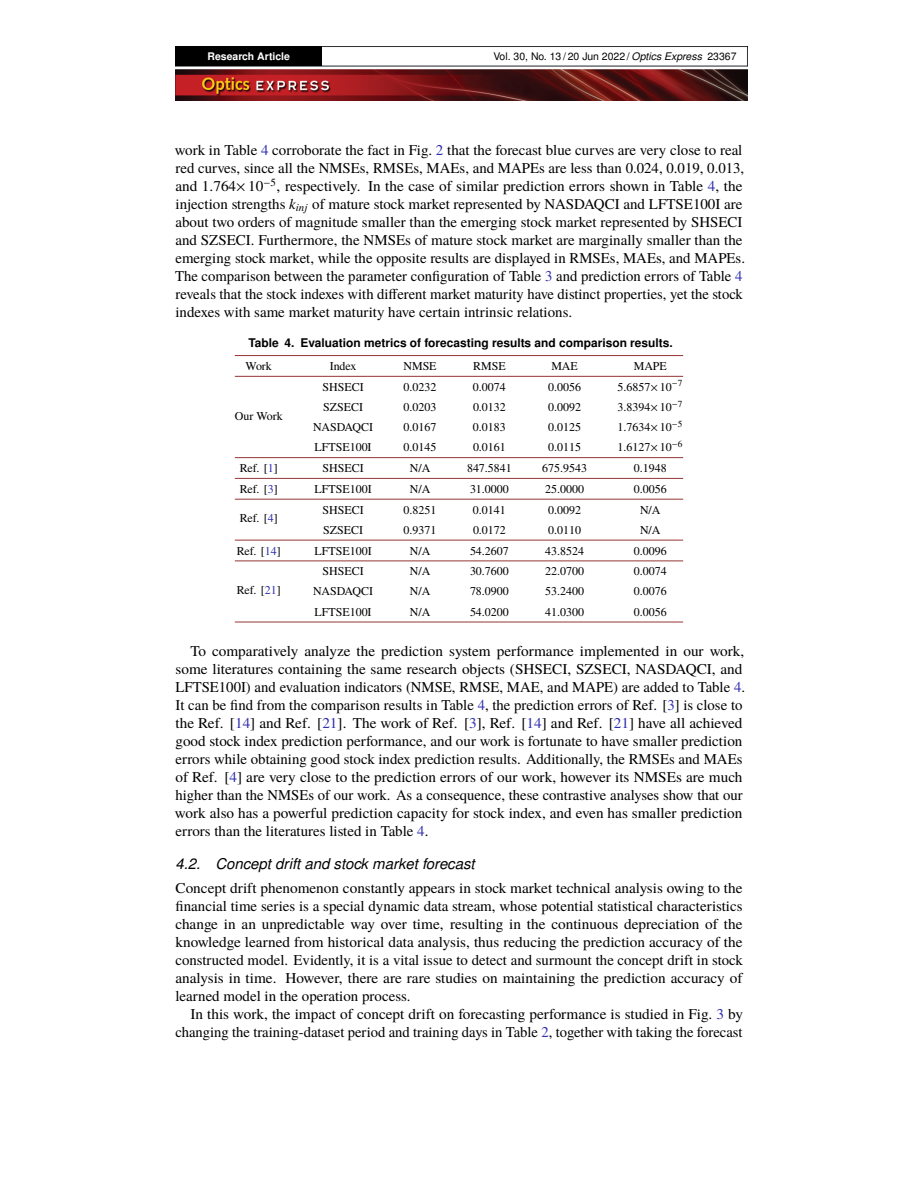 Research Article
Vol. 30, No. 13 / 20 Jun 2022 / Optics Express 23367
Optics EXPRESS
work in Table 4 corroborate the fact in Fig. 2 that the forecast blue curves are very close to real
red curves, since all the NMSEs, RMSEs, MAEs, and MAPEs are less than 0.024, 0.019, 0.013,
and 1.764× 10⁻⁵, respectively. In the case of similar prediction errors shown in Table 4, the
injection strengths kinj of mature stock market represented by NASDAQCI and LFTSE100I are
about two orders of magnitude smaller than the emerging stock market represented by SHSECI
and SZSECI. Furthermore, the NMSEs of mature stock market are marginally smaller than the
emerging stock market, while the opposite results are displayed in RMSEs, MAEs, and MAPEs.
The comparison between the parameter configuration of Table 3 and prediction errors of Table 4
reveals that the stock indexes with different market maturity have distinct properties, yet the stock
indexes with same market maturity have certain intrinsic relations.
Table 4. Evaluation metrics of forecasting results and comparison results.
Work Index NMSE RMSE MAE MAPE
SHSECI 0.0232 0.0074 0.0056 5.6857× 10⁻⁷
SZSECI 0.0203 0.0132 0.0092 3.8394× 10⁻⁷
Our Work
NASDAQCI 0.0167 0.0183 0.0125 1.7634× 10⁻⁵
LFTSE100I 0.0145 0.0161 0.0115 1.6127× 10⁻⁶
Ref. [1] SHSECI N/A 847.5841 675.9543 0.1948
Ref. [3] LFTSE100I N/A 31.0000 25.0000 0.0056
SHSECI 0.8251 0.0141 0.0092 N/A
Ref. [4]
SZSECI 0.9371 0.0172 0.0110 N/A
Ref. [14] LFTSE100I N/A 54.2607 43.8524 0.0096
SHSECI N/A 30.7600 22.0700 0.0074
Ref. [21] NASDAQCI N/A 78.0900 53.2400 0.0076
LFTSE100I N/A 54.0200 41.0300 0.0056
To comparatively analyze the prediction system performance implemented in our work,
some literatures containing the same research objects (SHSECI, SZSECI, NASDAQCI, and
LFTSE100I) and evaluation indicators (NMSE, RMSE, MAE, and MAPE) are added to Table 4.
It can be find from the comparison results in Table 4, the prediction errors of Ref. [3] is close to
the Ref. [14] and Ref. [21]. The work of Ref. [3], Ref. [14] and Ref. [21] have all achieved
good stock index prediction performance, and our work is fortunate to have smaller prediction
errors while obtaining good stock index prediction results. Additionally, the RMSEs and MAEs
of Ref. [4] are very close to the prediction errors of our work, however its NMSEs are much
higher than the NMSEs of our work. As a consequence, these contrastive analyses show that our
work also has a powerful prediction capacity for stock index, and even has smaller prediction
errors than the literatures listed in Table 4.
4.2. Concept drift and stock market forecast
Concept drift phenomenon constantly appears in stock market technical analysis owing to the
financial time series is a special dynamic data stream, whose potential statistical characteristics
change in an unpredictable way over time, resulting in the continuous depreciation of the
knowledge learned from historical data analysis, thus reducing the prediction accuracy of the
constructed model. Evidently, it is a vital issue to detect and surmount the concept drift in stock
analysis in time. However, there are rare studies on maintaining the prediction accuracy of
learned model in the operation process.
In this work, the impact of concept drift on forecasting performance is studied in Fig. 3 by
changing the training-dataset period and training days in Table 2, together with taking the forecast